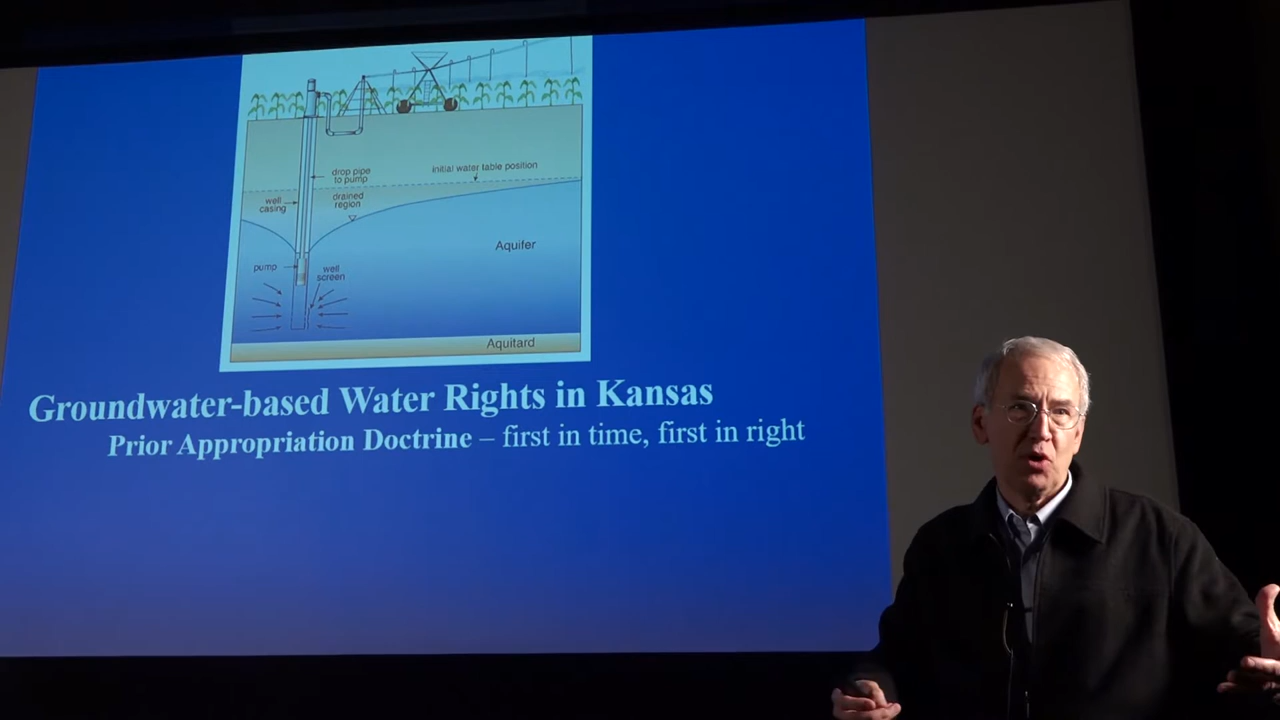 drop pipe
to pump
initial water table position
well
casing
drained
region
Aquifer
pump
well
screen
Aquitard
Groundwater-based Water Rights in Kansas
Prior Appropriation Doctrine – first in time, first in right